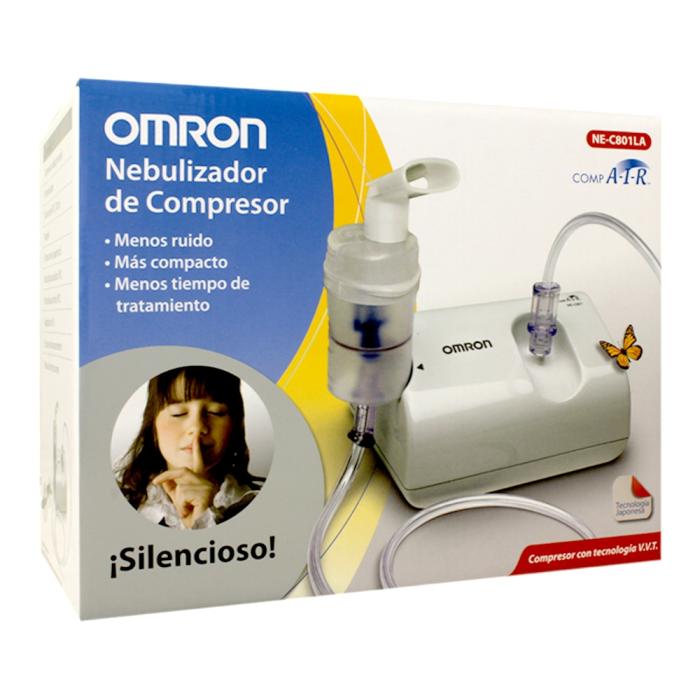 OMRON
Nebulizador
de Compresor
• Menos ruido
• Más compacto
• Menos tiempo de
tratamiento
¡Silencioso!
NE-C801LA
COMP A-I-R
OMRON
Tecnología
Japonesa
Compresor con tecnología V.V.T.